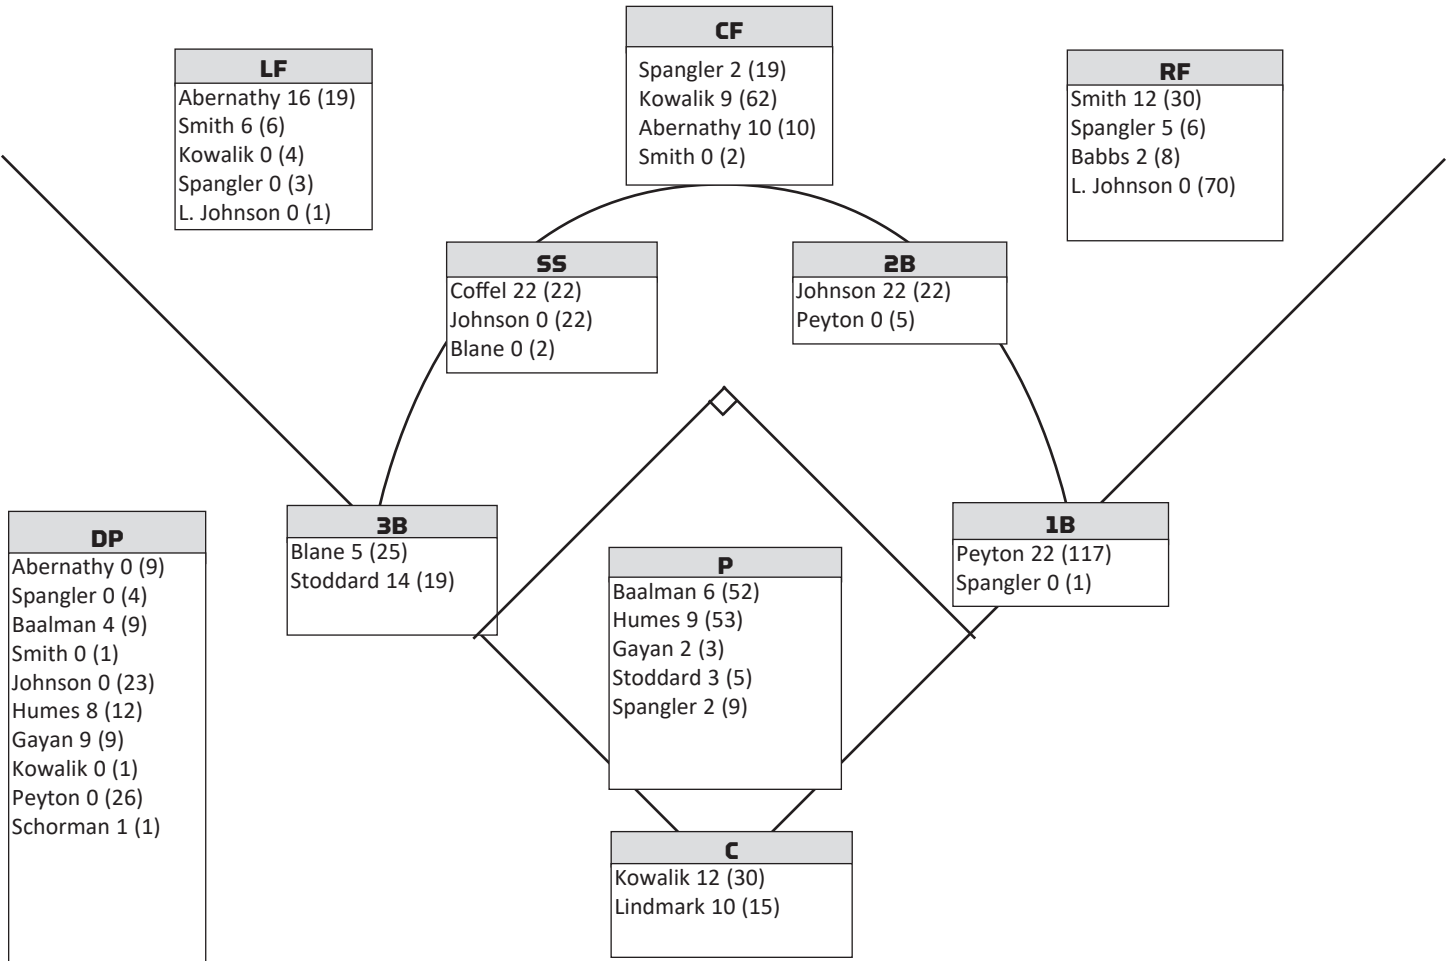 CF
Spangler 2 (19)
Kowalik 9 (62)
Abernathy 10 (10)
Smith 0 (2)
LF
Abernathy 16 (19)
Smith 6 (6)
Kowalik 0 (4)
Spangler 0 (3)
L. Johnson 0 (1)
RF
Smith 12 (30)
Spangler 5 (6)
Babbs 2 (8)
L. Johnson 0 (70)
SS
Coffel 22 (22)
Johnson 0 (22)
Blane 0 (2)
2B
Johnson 22 (22)
Peyton 0 (5)
3B
Blane 5 (25)
Stoddard 14 (19)
1B
Peyton 22 (117)
Spangler 0 (1)
DP
Abernathy 0 (9)
Spangler 0 (4)
Baalman 4 (9)
Smith 0 (1)
Johnson 0 (23)
Humes 8 (12)
Gayan 9 (9)
Kowalik 0 (1)
Peyton 0 (26)
Schorman 1 (1)
P
Baalman 6 (52)
Humes 9 (53)
Gayan 2 (3)
Stoddard 3 (5)
Spangler 2 (9)
C
Kowalik 12 (30)
Lindmark 10 (15)